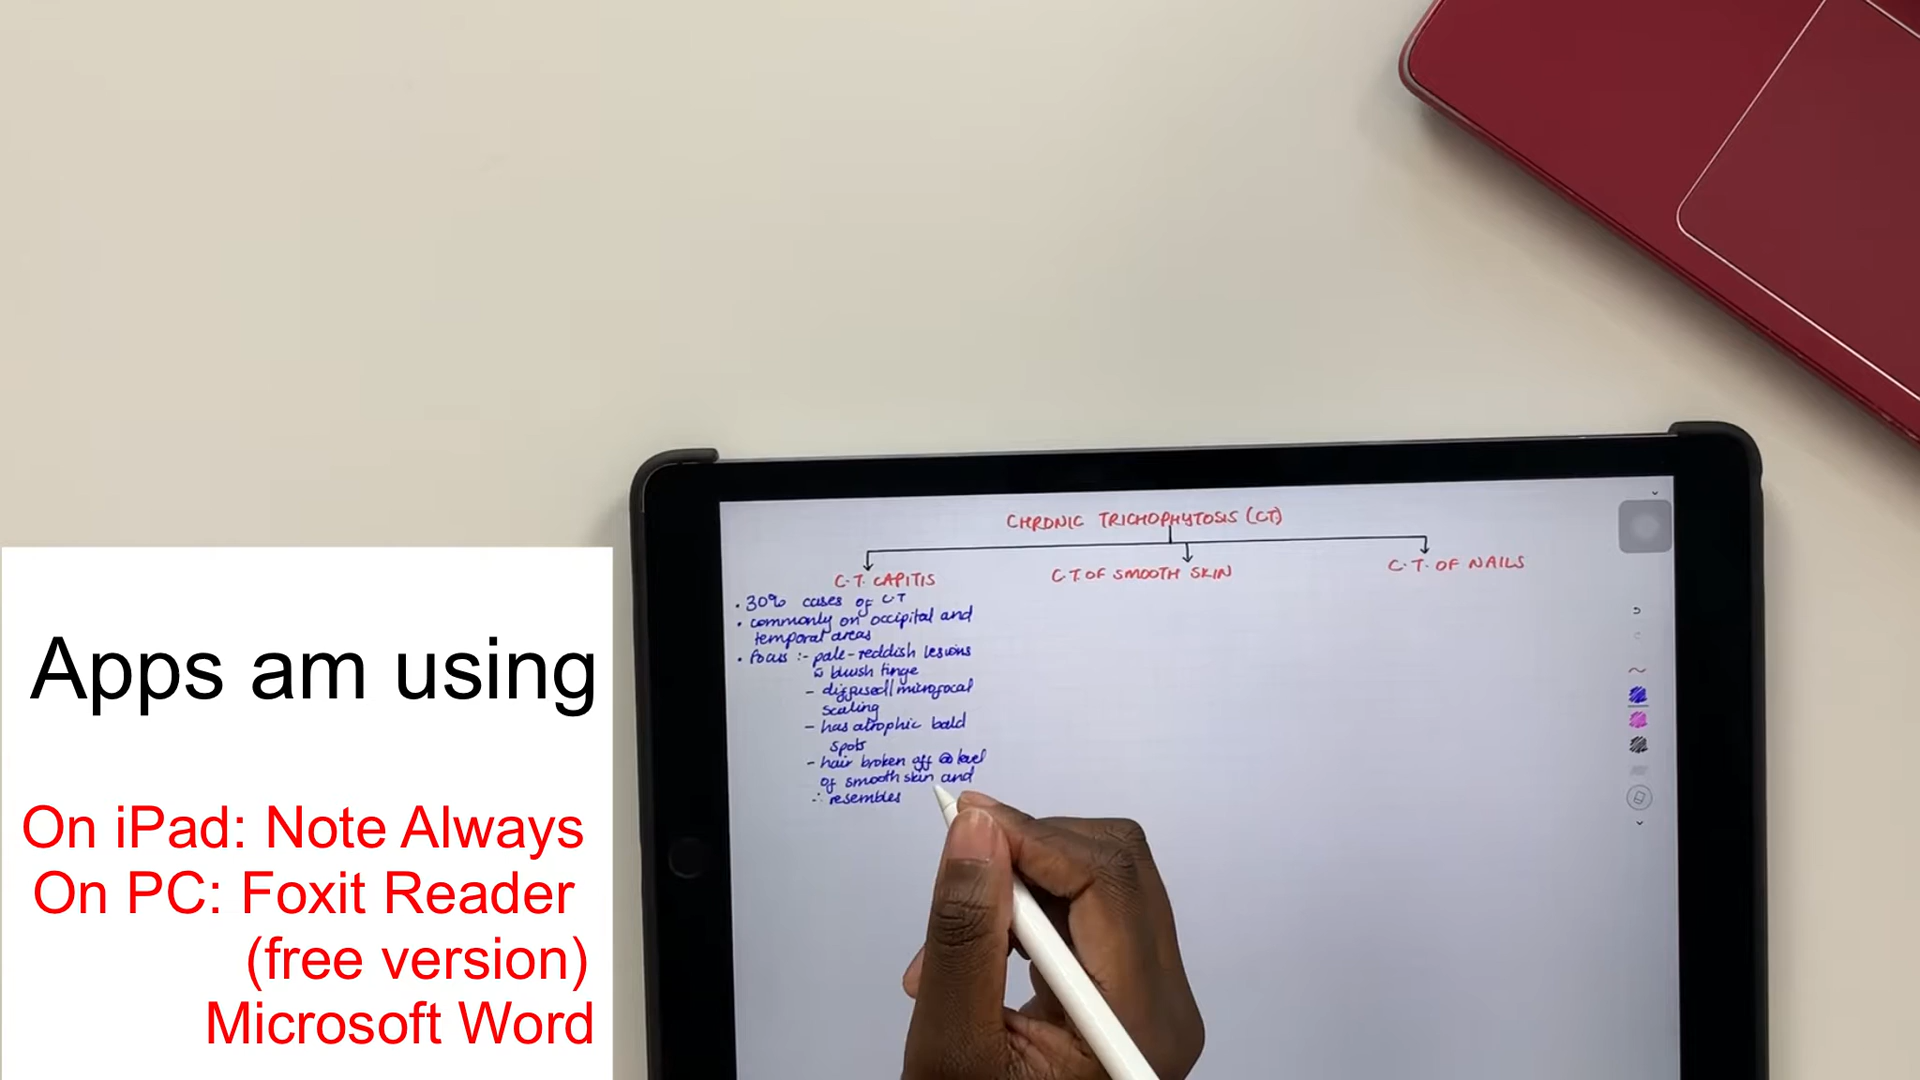 Apps am using
On iPad: Note Always
On PC: Foxit Reader
(free version)
Microsoft Word
CHRONIC TRICHOPHYTOSIS (CT)
C.T. CAPITIS
C.T. OF SMOOTH SKIN
C.T. OF NAILS
• 30% cases of CT
• commonly on occipital and
temporal areas
• focus :- pale-reddish lesions
w bluish tinge
- diffused/microfocal
scaling
- has atrophic bald
spots
- hair broken off @ level
of smooth skin and
∴ resembles